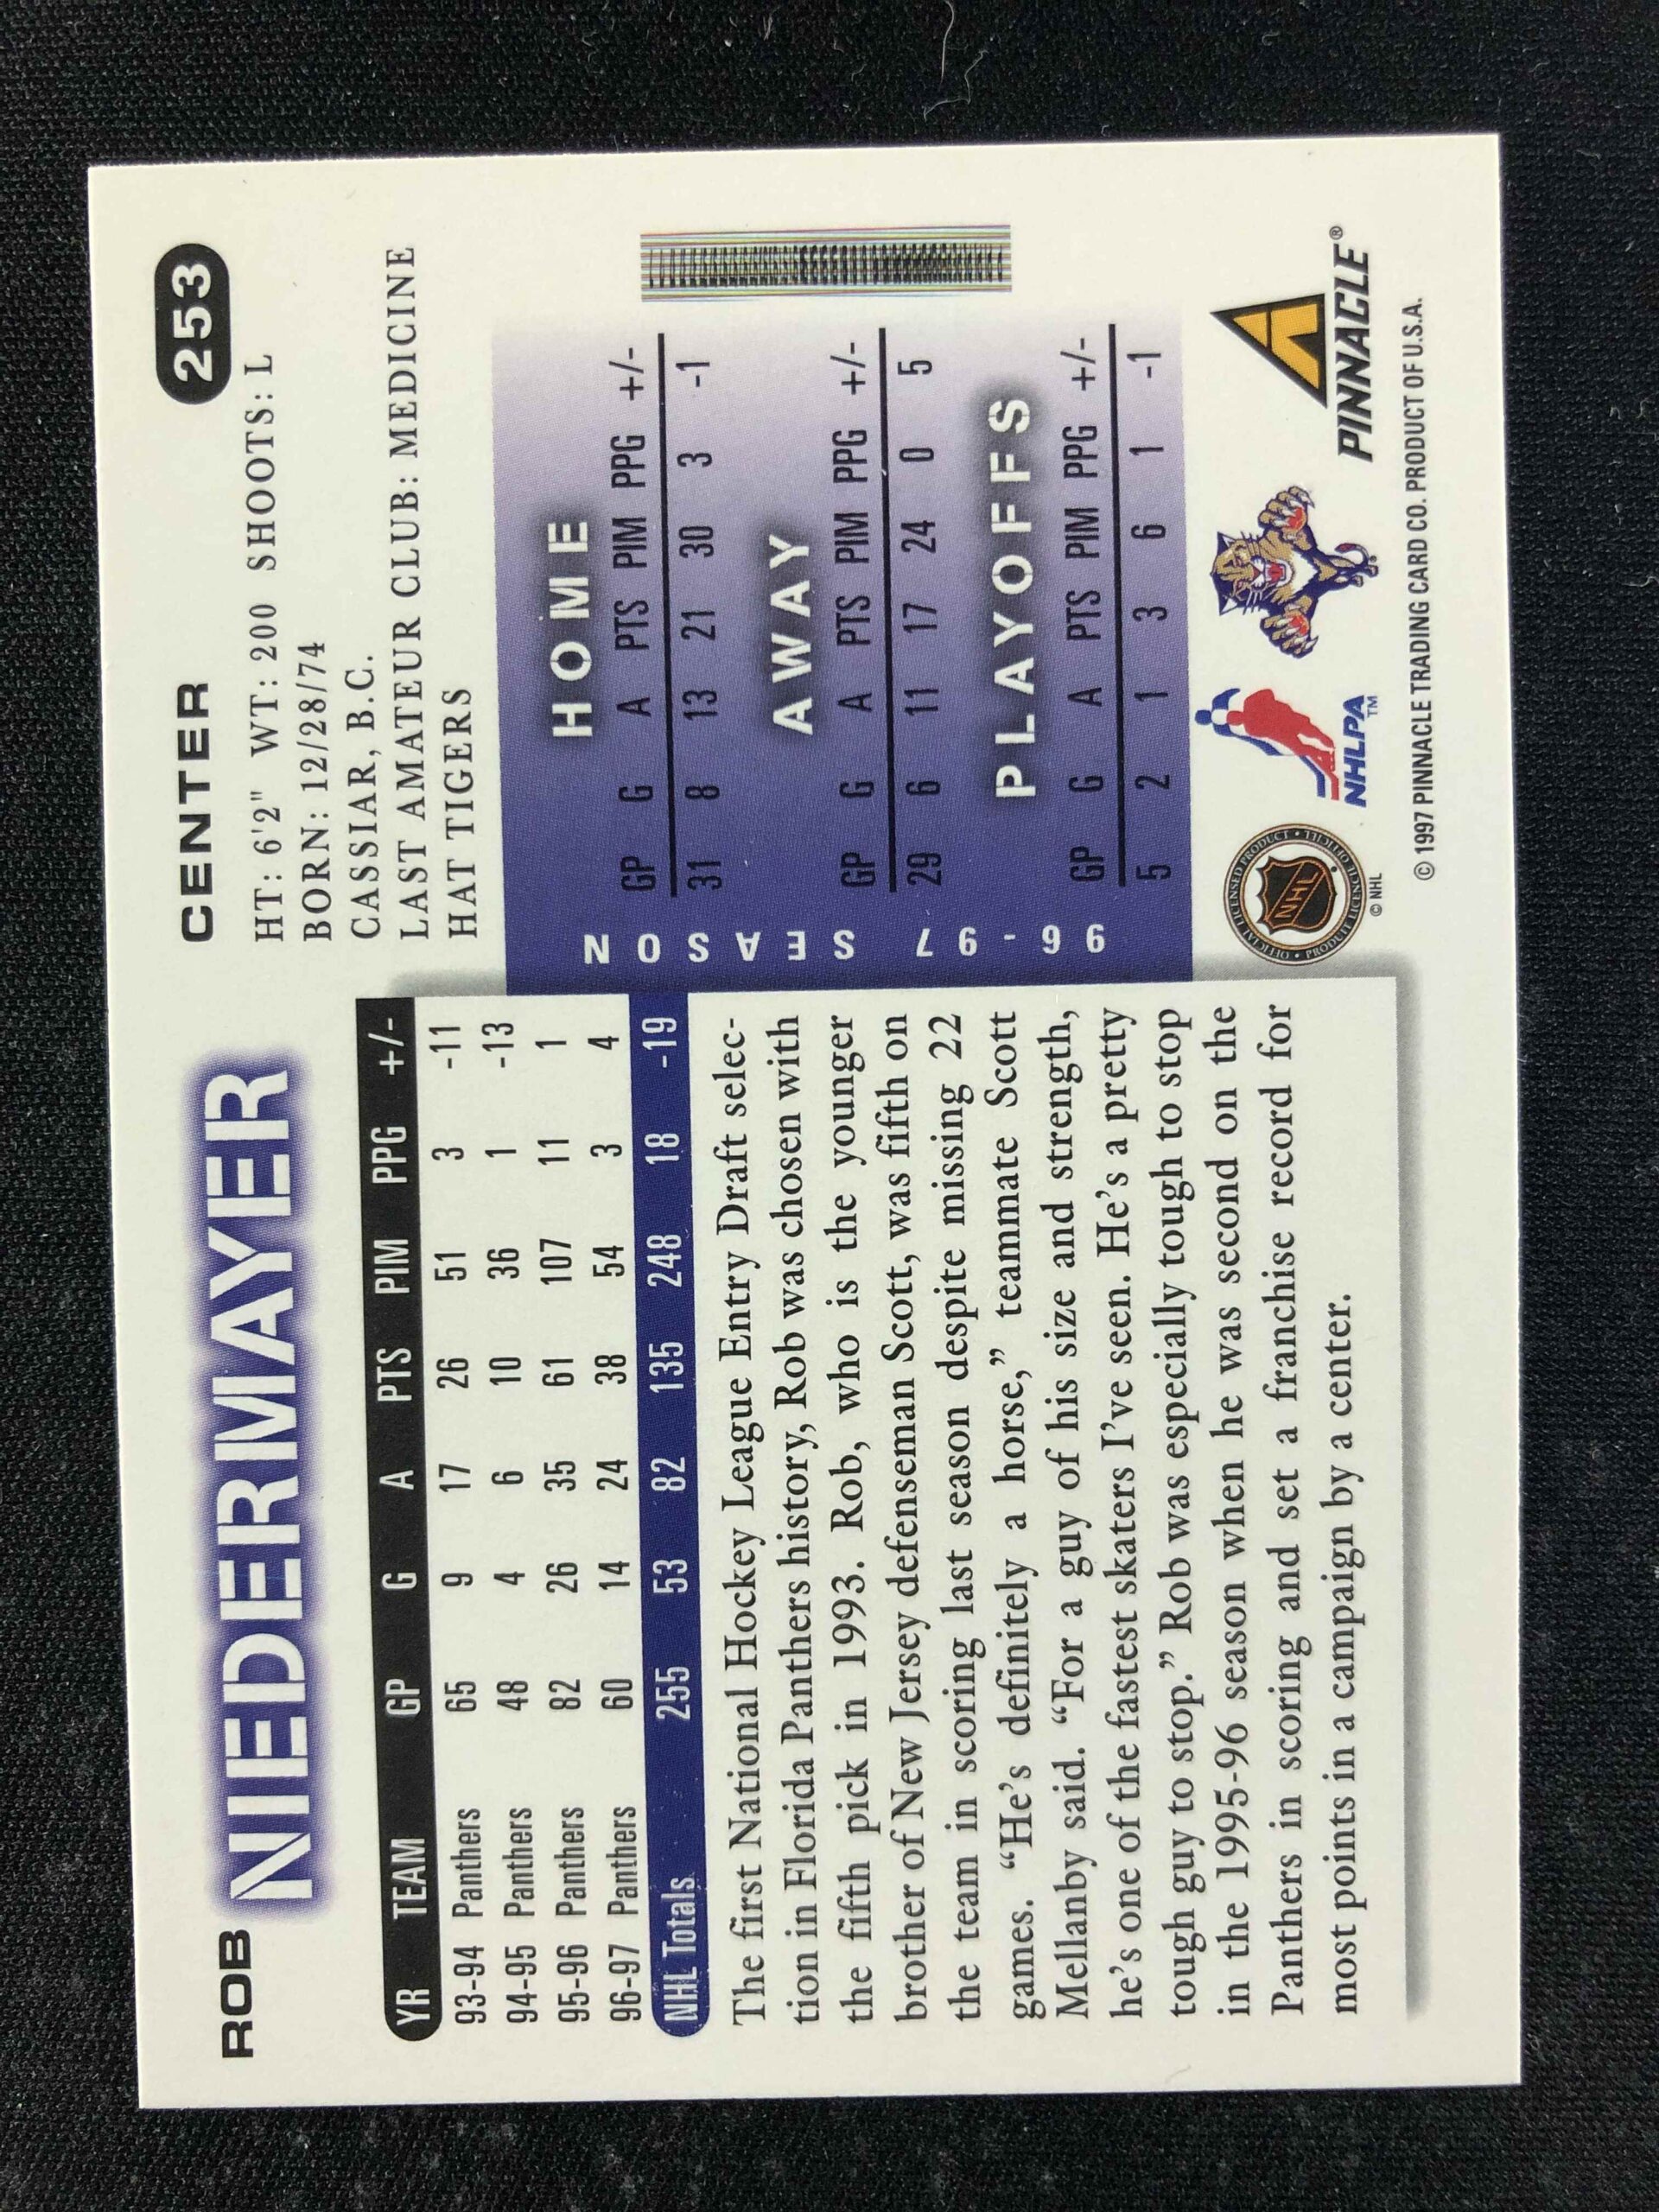 ROB NIEDERMAYER CENTER 253
HT: 6'2" WT: 200 SHOOTS: L
BORN: 12/28/74
CASSIAR, B.C.
LAST AMATEUR CLUB: MEDICINE
HAT TIGERS
YR TEAM GP G A PTS PIM PPG +/-
93-94 Panthers 65 9 17 26 51 3 -11
94-95 Panthers 48 4 6 10 36 1 -13
95-96 Panthers 82 26 35 61 107 11 1
96-97 Panthers 60 14 24 38 54 3 4
NHL Totals 255 53 82 135 248 18 -19
The first National Hockey League Entry Draft selec-
tion in Florida Panthers history, Rob was chosen with
the fifth pick in 1993. Rob, who is the younger
brother of New Jersey defenseman Scott, was fifth on
the team in scoring last season despite missing 22
games. “He’s definitely a horse,” teammate Scott
Mellanby said. “For a guy of his size and strength,
he’s one of the fastest skaters I’ve seen. He’s a pretty
tough guy to stop.” Rob was especially tough to stop
in the 1995-96 season when he was second on the
Panthers in scoring and set a franchise record for
most points in a campaign by a center.
96-97 SEASON
HOME
GP G A PTS PIM PPG +/-
31 8 13 21 30 3 -1
AWAY
GP G A PTS PIM PPG +/-
29 6 11 17 24 0 5
PLAYOFFS
GP G A PTS PIM PPG +/-
5 2 1 3 6 1 -1
OFFICIAL LICENSED PRODUCT • PRODUIT LICENSE OFFICIEL •
NHL
© NHL
NHLPA
TM
PINNACLE®
© 1997 PINNACLE TRADING CARD CO. PRODUCT OF U.S.A.